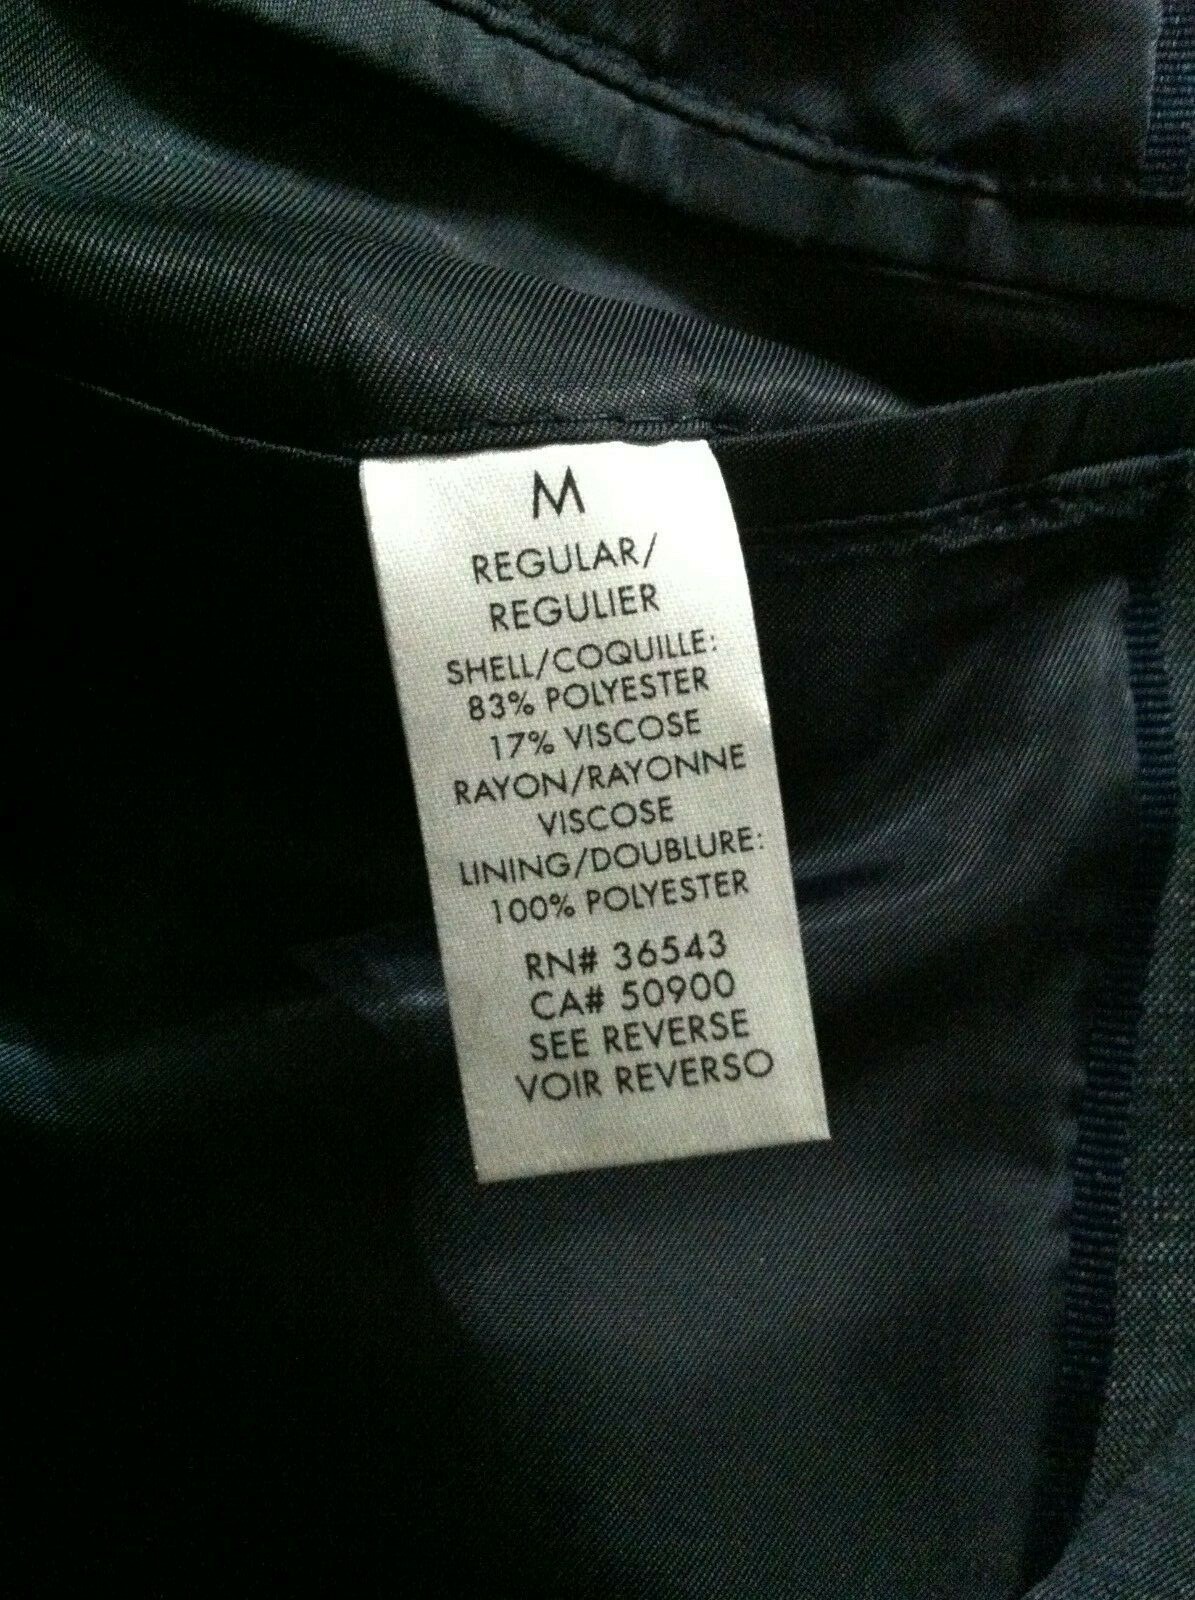 M
REGULAR/
REGULIER
SHELL/COQUILLE:
83% POLYESTER
17% VISCOSE
RAYON/RAYONNE
VISCOSE
LINING/DOUBLURE:
100% POLYESTER
RN# 36543
CA# 50900
SEE REVERSE
VOIR REVERSO